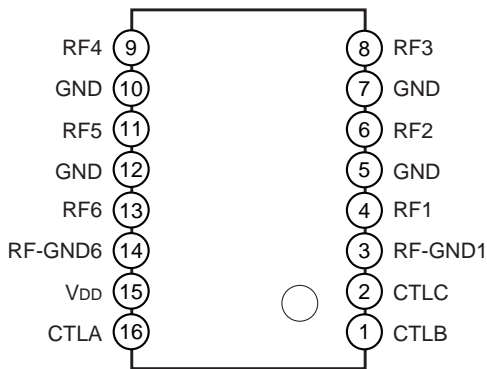 RF4 9 8 RF3
GND 10 7 GND
RF5 11 6 RF2
GND 12 5 GND
RF6 13 4 RF1
RF-GND6 14 3 RF-GND1
VDD 15 2 CTLC
CTLA 16 1 CTLB